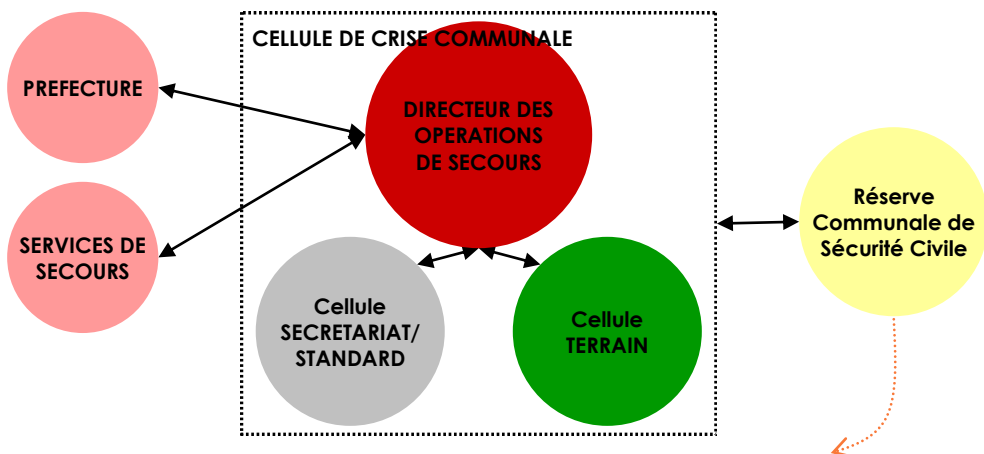 CELLULE DE CRISE COMMUNALE
PREFECTURE
DIRECTEUR DES
OPERATIONS
DE SECOURS
SERVICES DE
SECOURS
Réserve
Communale de
Sécurité Civile
Cellule
SECRETARIAT/
STANDARD
Cellule
TERRAIN